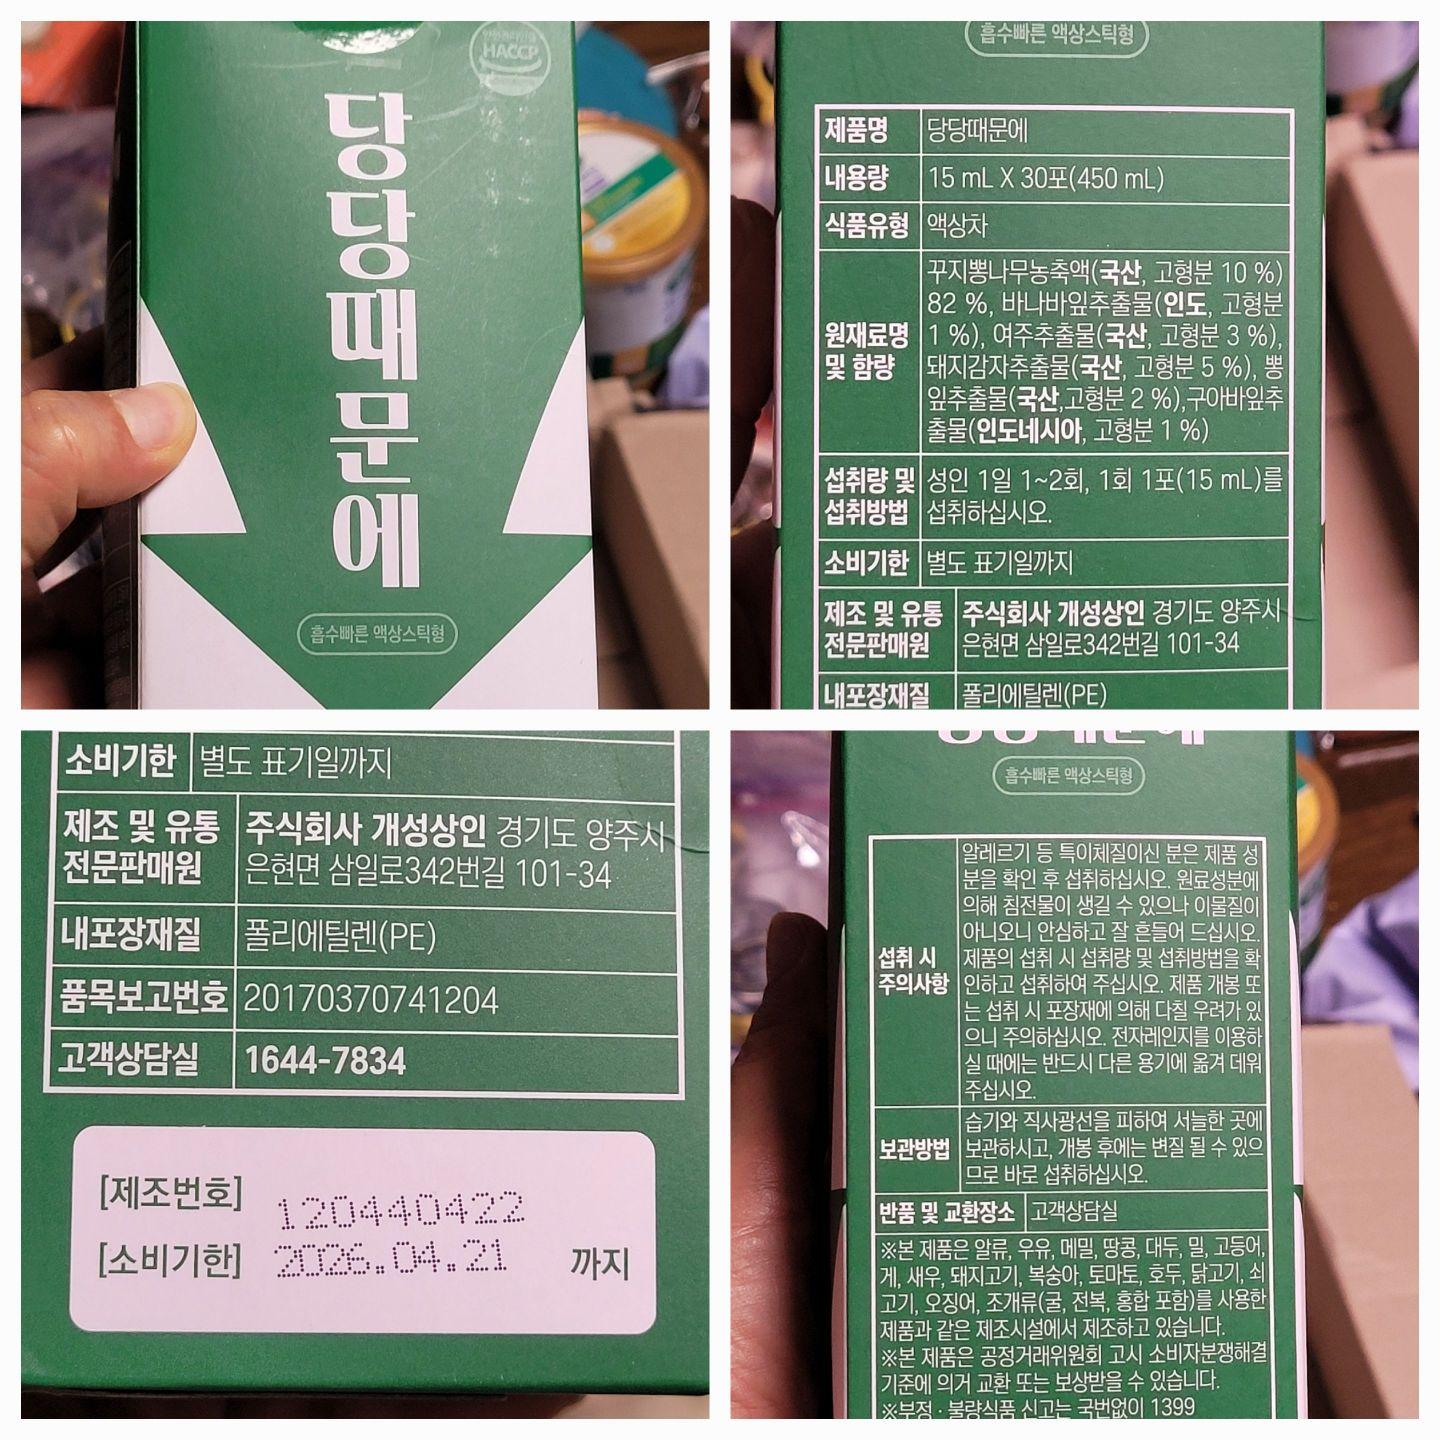 HACCP
당당때문에
흡수빠른 액상스틱형
흡수빠른 액상스틱형
제품명 당당때문에
내용량 15 mL X 30포(450 mL)
식품유형 액상차
원재료명 및 함량
꾸지뽕나무농축액(국산, 고형분 10 %)
82 %, 바나바잎추출물(인도, 고형분
1 %), 여주추출물(국산, 고형분 3 %),
돼지감자추출물(국산, 고형분 5 %), 뽕
잎추출물(국산,고형분 2 %),구아바잎추
출물(인도네시아, 고형분 1 %)
섭취량 및 섭취방법
성인 1일 1~2회, 1회 1포(15 mL)를
섭취하십시오.
소비기한 별도 표기일까지
제조 및 유통전문판매원
주식회사 개성상인 경기도 양주시
은현면 삼일로342번길 101-34
내포장재질 폴리에틸렌(PE)
소비기한 별도 표기일까지
제조 및 유통
전문판매원
주식회사 개성상인 경기도 양주시
은현면 삼일로342번길 101-34
내포장재질 폴리에틸렌(PE)
품목보고번호 20170370741204
고객상담실 1644-7834
[제조번호] 120440422
[소비기한] 2026.04.21 까지
당당때문에
흡수빠른 액상스틱형
섭취 시
주의사항
알레르기 등 특이체질이신 분은 제품 성
분을 확인 후 섭취하십시오. 원료성분에
의해 침전물이 생길 수 있으나 이물질이
아니오니 안심하고 잘 흔들어 드십시오.
제품의 섭취 시 섭취량 및 섭취방법을 확
인하고 섭취하여 주십시오. 제품 개봉 또
는 섭취 시 포장재에 의해 다칠 우려가 있
으니 주의하십시오. 전자레인지를 이용하
실 때에는 반드시 다른 용기에 옮겨 데워
주십시오.
보관방법
습기와 직사광선을 피하여 서늘한 곳에
보관하시고, 개봉 후에는 변질 될 수 있으
므로 바로 섭취하십시오.
반품 및 교환장소 고객상담실
※본 제품은 알류, 우유, 메밀, 땅콩, 대두, 밀, 고등어,
게, 새우, 돼지고기, 복숭아, 토마토, 호두, 닭고기, 쇠
고기, 오징어, 조개류(굴, 전복, 홍합 포함)를 사용한
제품과 같은 제조시설에서 제조하고 있습니다.
※본 제품은 공정거래위원회 고시 소비자분쟁해결
기준에 의거 교환 또는 보상받을 수 있습니다.
※부정·불량식품 신고는 국번없이 1399